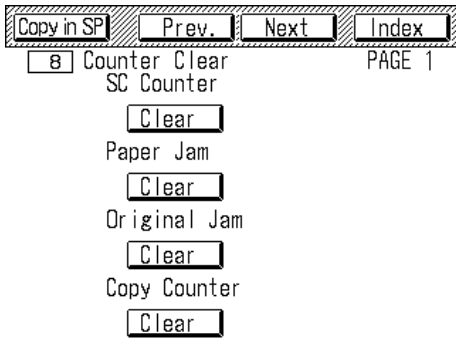 Copy in SP Prev. Next Index
8 Counter Clear PAGE 1
SC Counter
Clear
Paper Jam
Clear
Original Jam
Clear
Copy Counter
Clear